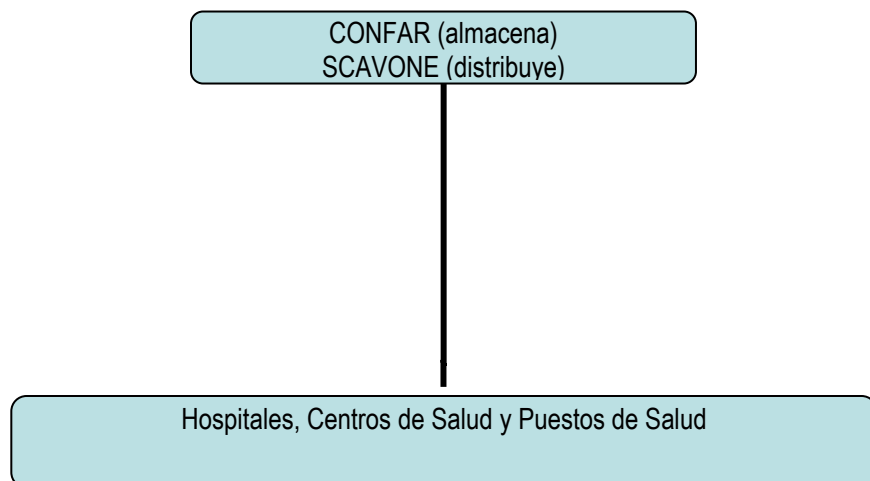 CONFAR (almacena)
SCAVONE (distribuye)
Hospitales, Centros de Salud y Puestos de Salud